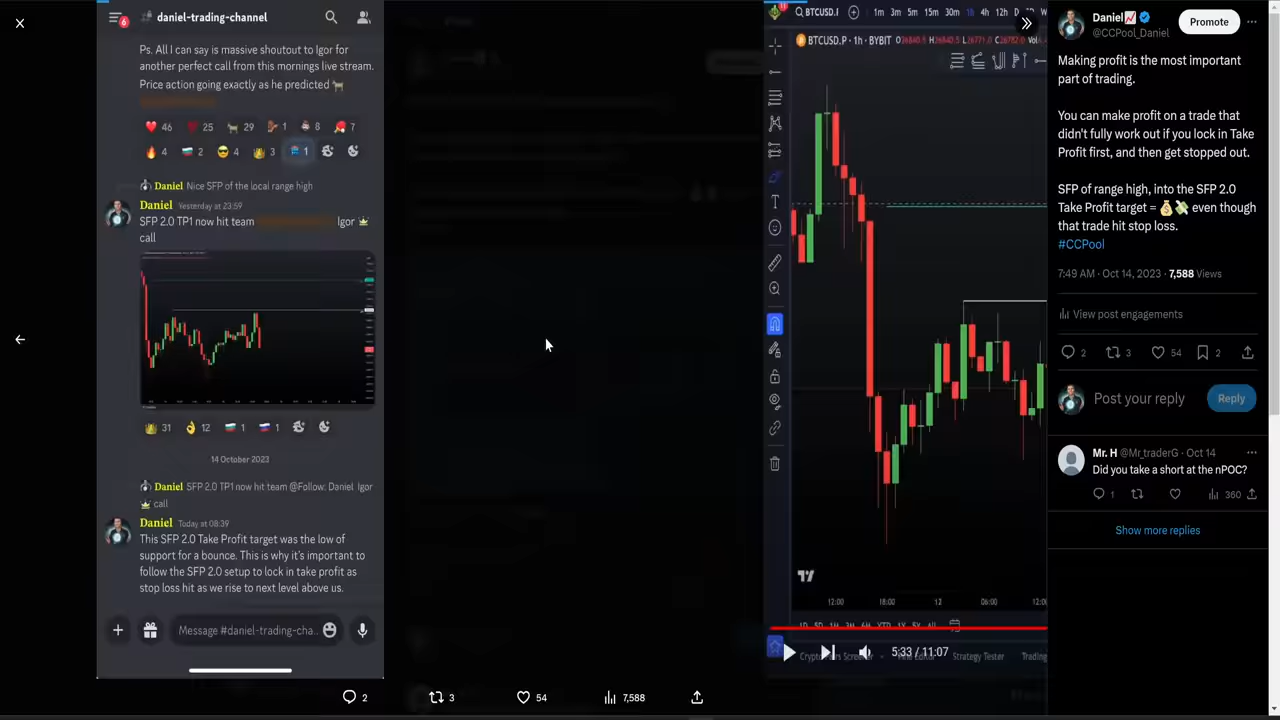 6
daniel-trading-channel
Ps. All I can say is massive shoutout to Igor for
another perfect call from this mornings live stream.
Price action going exactly as he predicted
46 25 29 1 8 7
4 2 4 3 1
Daniel Nice SFP of the local range high
Daniel Yesterday at 23:59
SFP 2.0 TP1 now hit team Igor
call
31 12 1 1
14 October 2023
Daniel SFP 2.0 TP1 now hit team @Follow: Daniel Igor
call
Daniel Today at 08:39
This SFP 2.0 Take Profit target was the low of
support for a bounce. This is why it's important to
follow the SFP 2.0 setup to lock in take profit as
stop loss hit as we rise to next level above us.
Message #daniel-trading-cha..
2 3 54 7,588
BTCUSD.I 1m 3m 5m 15m 30m 1h 4h 12h D W
BTCUSD.P · 1h · BYBIT
12:00 18:00 12 06:00 12:0
5:33 / 11:07
Strategy Tester Trading
Daniel
@CCPool_Daniel
Promote
Making profit is the most important
part of trading.
You can make profit on a trade that
didn't fully work out if you lock in Take
Profit first, and then get stopped out.
SFP of range high, into the SFP 2.0
Take Profit target = even though
that trade hit stop loss.
#CCPool
7:49 AM · Oct 14, 2023 · 7,588 Views
View post engagements
2 3 54 2
Post your reply
Reply
Mr. H @Mr_traderG · Oct 14
Did you take a short at the nPOC?
1 360
Show more replies